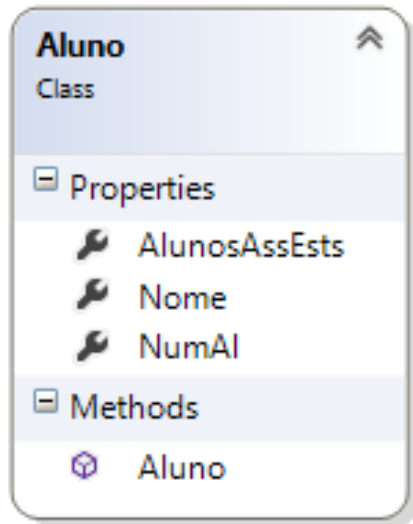 Aluno
Class
Properties
AlunosAssEsts
Nome
NumAl
Methods
Aluno